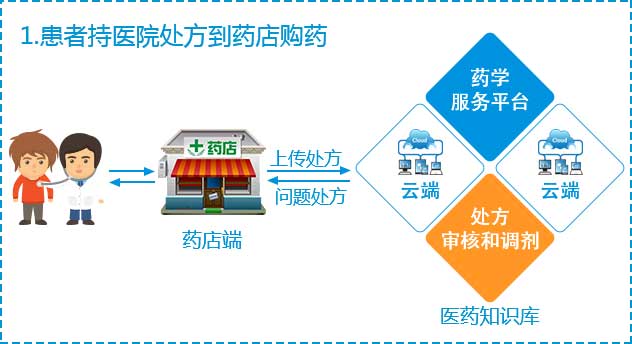 1.患者持医院处方到药店购药
药学
服务平台
药店
上传处方
问题处方
Cloud
云端
Cloud
云端
处方
审核和调剂
药店端
医药知识库